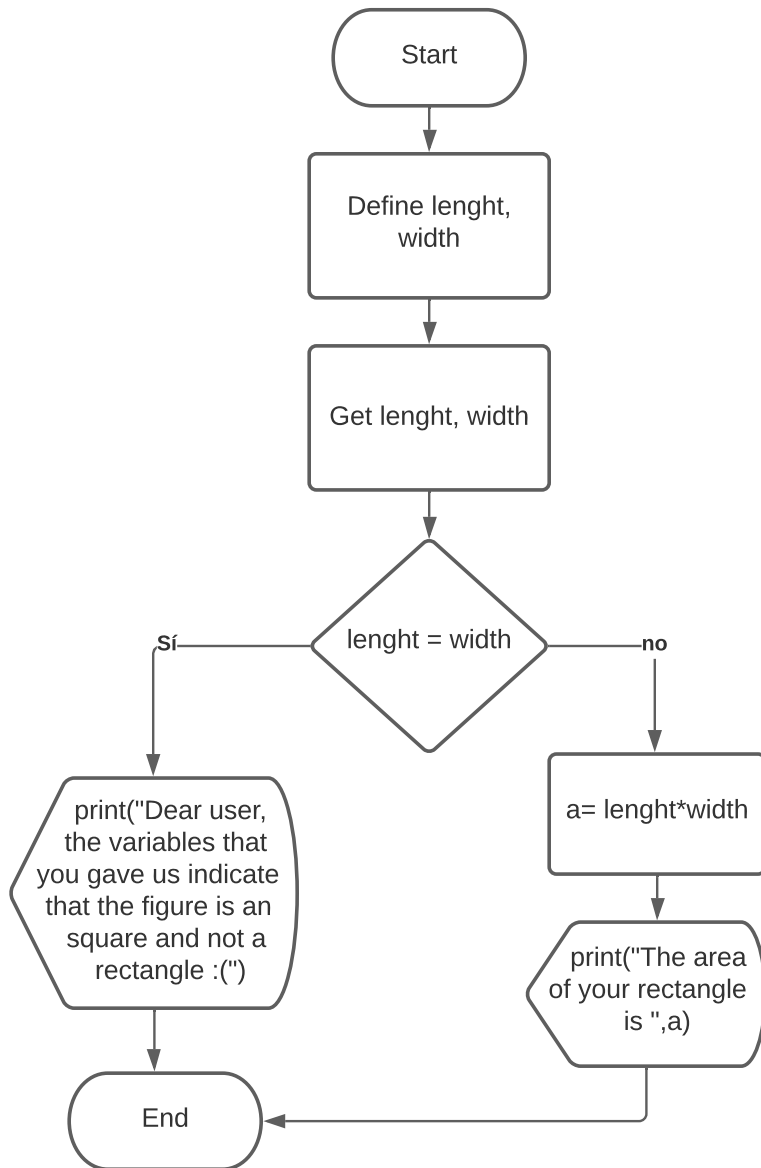 Start
Define lenght,
width
Get lenght, width
lenght = width
Sí
no
print("Dear user,
the variables that
you gave us indicate
that the figure is an
square and not a
rectangle :(")
a= lenght*width
print("The area
of your rectangle
is ",a)
End